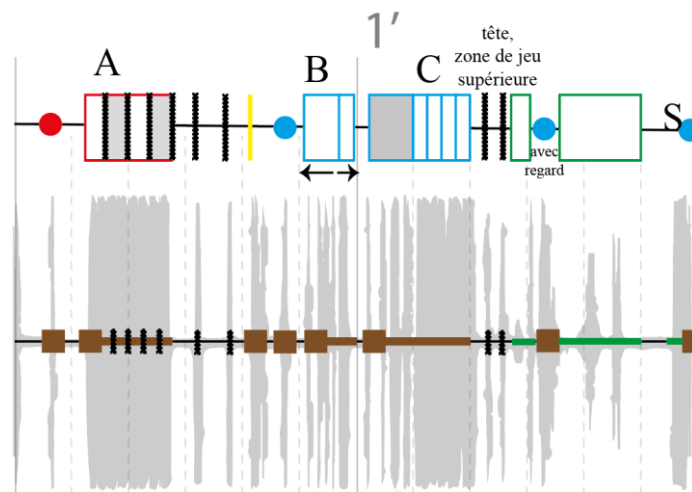 1’
tête,
zone de jeu
supérieure
A
B
C
S
avec
regard